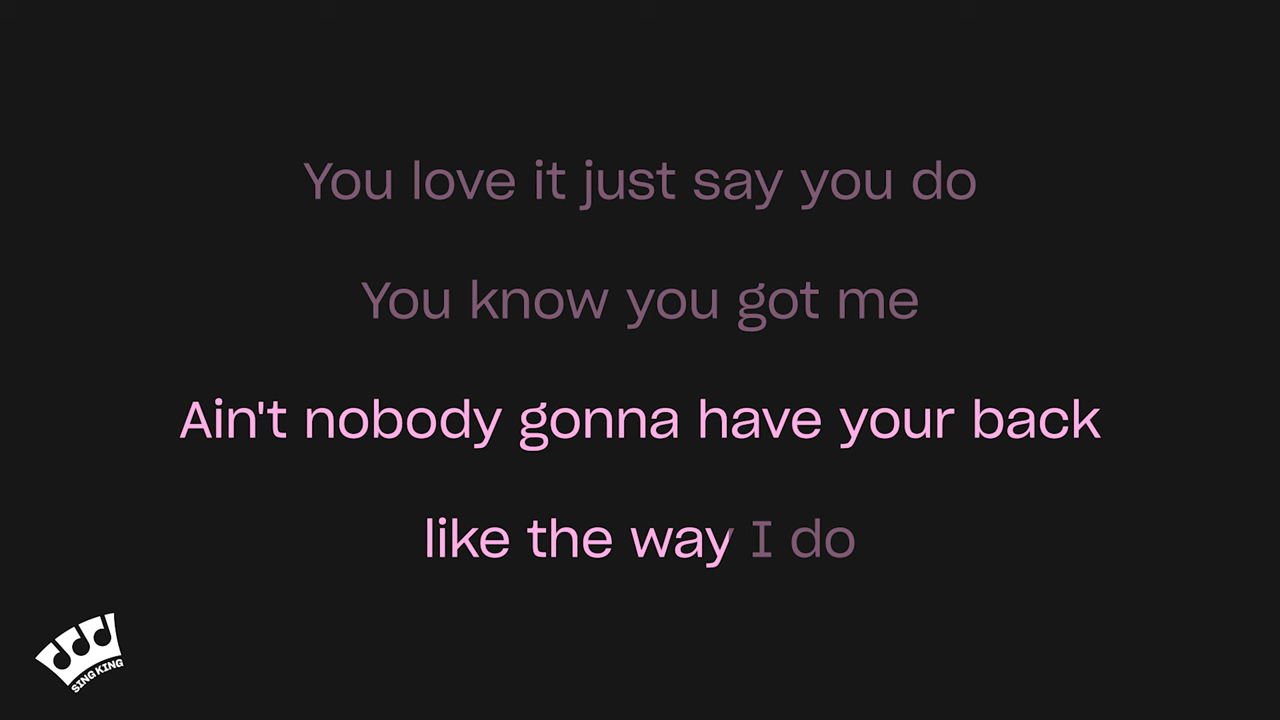 You love it just say you do
You know you got me
Ain't nobody gonna have your back
like the way I do
SING KING